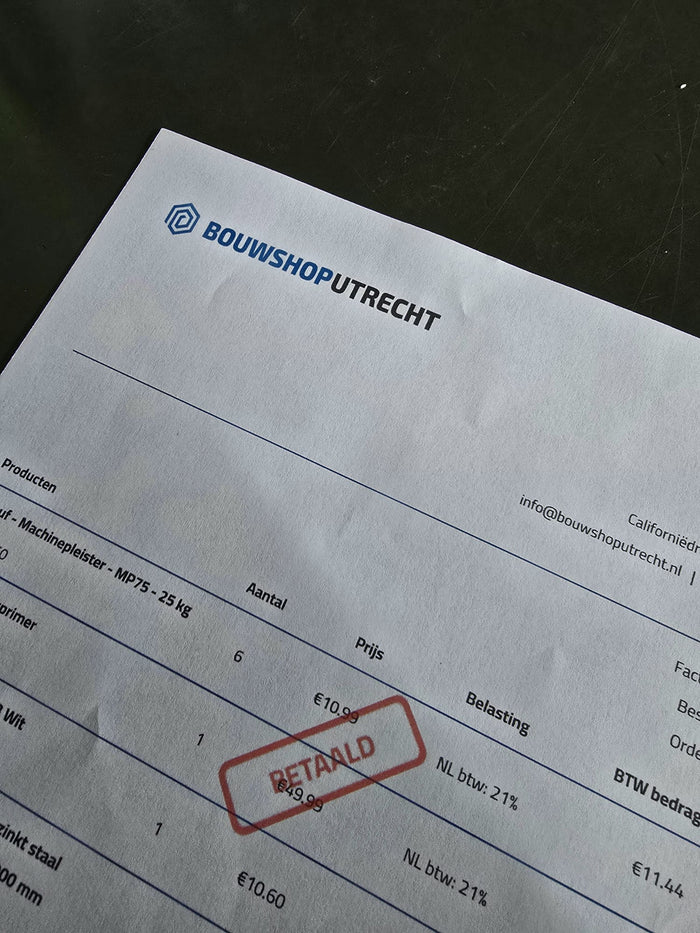 BOUWSHOPUTRECHT
Californiëdr
info@bouwshoputrecht.nl |
Producten
Aantal
Prijs
Belasting
BTW bedrag
Fact
Bes
Orde
uf - Machinepleister - MP75 - 25 kg
6
€10.99
NL btw: 21%
€11.44
primer
1
€49.99
NL btw: 21%
BETAALD
Wit
1
€10.60
zinkt staal
00 mm